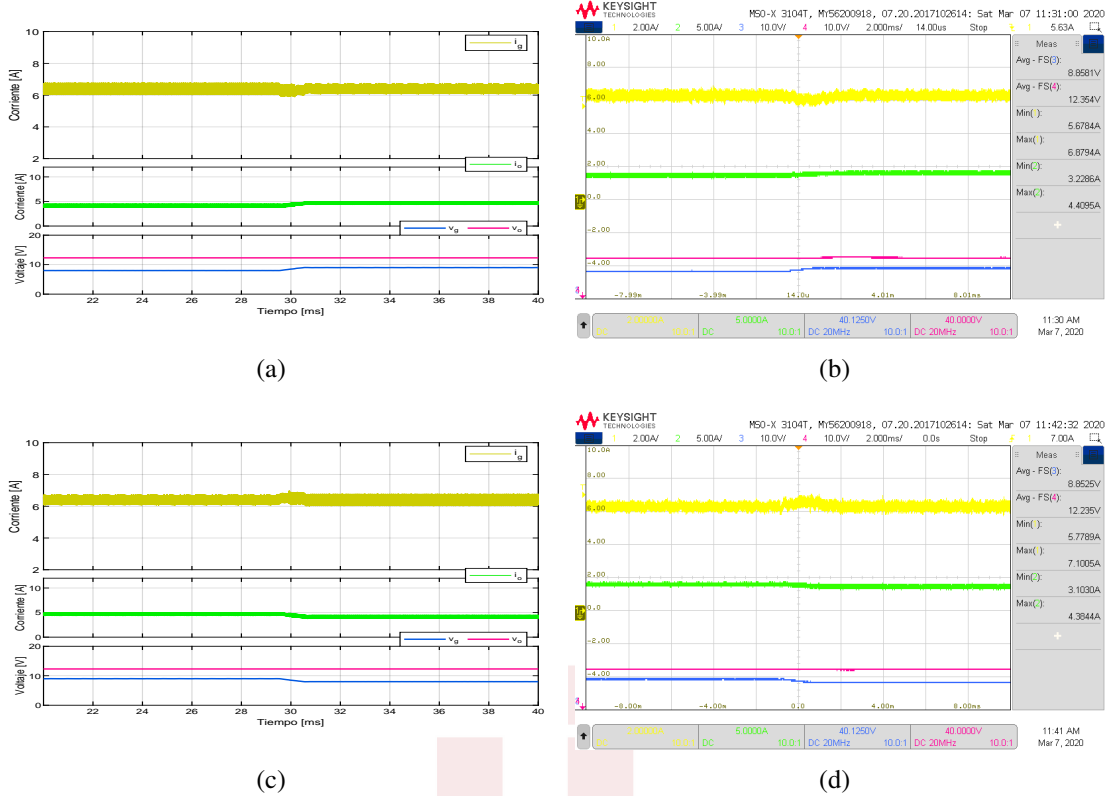 i_g
10
8
6
4
2
Corriente [A]
i_o
10
5
0
Corriente [A]
v_g v_o
20
10
0
Voltaje [V]
22 24 26 28 30 32 34 36 38 40
Tiempo [ms]
(a)
KEYSIGHT
TECHNOLOGIES
MSO-X 3104T, MY56200918, 07.20.2017102614: Sat Mar 07 11:31:00 2020
1 2.00A/ 2 5.00A/ 3 10.0V/ 4 10.0V/ 2.000ms/ 14.00us Stop 5.63A
10.0A
8.00
6.00
4.00
2.00
0.0
-2.00
-4.00
-7.99m -3.99m 14.0u 4.01m 8.01ms
Meas
Avg - FS(3):
8.8581V
Avg - FS(4):
12.354V
Min( ):
5.6784A
Max( ):
6.8794A
Min(2):
3.2286A
Max(2):
4.4095A
5.0000A 40.1250V 40.0000V
DC 10.0:1 DC 20MHz 10.0:1 DC 20MHz 10.0:1
11:30 AM
Mar 7, 2020
(b)
i_g
10
8
6
4
2
Corriente [A]
i_o
10
5
0
Corriente [A]
v_g v_o
20
10
0
Voltaje [V]
22 24 26 28 30 32 34 36 38 40
Tiempo [ms]
(c)
KEYSIGHT
TECHNOLOGIES
MSO-X 3104T, MY56200918, 07.20.2017102614: Sat Mar 07 11:42:32 2020
1 2.00A/ 2 5.00A/ 3 10.0V/ 4 10.0V/ 2.000ms/ 0.0s Stop 7.00A
10.0A
8.00
6.00
4.00
2.00
0.0
-2.00
-4.00
-8.00m -4.00m 0.0 4.00m 8.00ms
Meas
Avg - FS(3):
8.8525V
Avg - FS(4):
12.235V
Min( ):
5.7789A
Max( ):
7.1005A
Min(2):
3.1030A
Max(2):
4.3844A
5.0000A 40.1250V 40.0000V
DC 10.0:1 DC 20MHz 10.0:1 DC 20MHz 10.0:1
11:41 AM
Mar 7, 2020
(d)